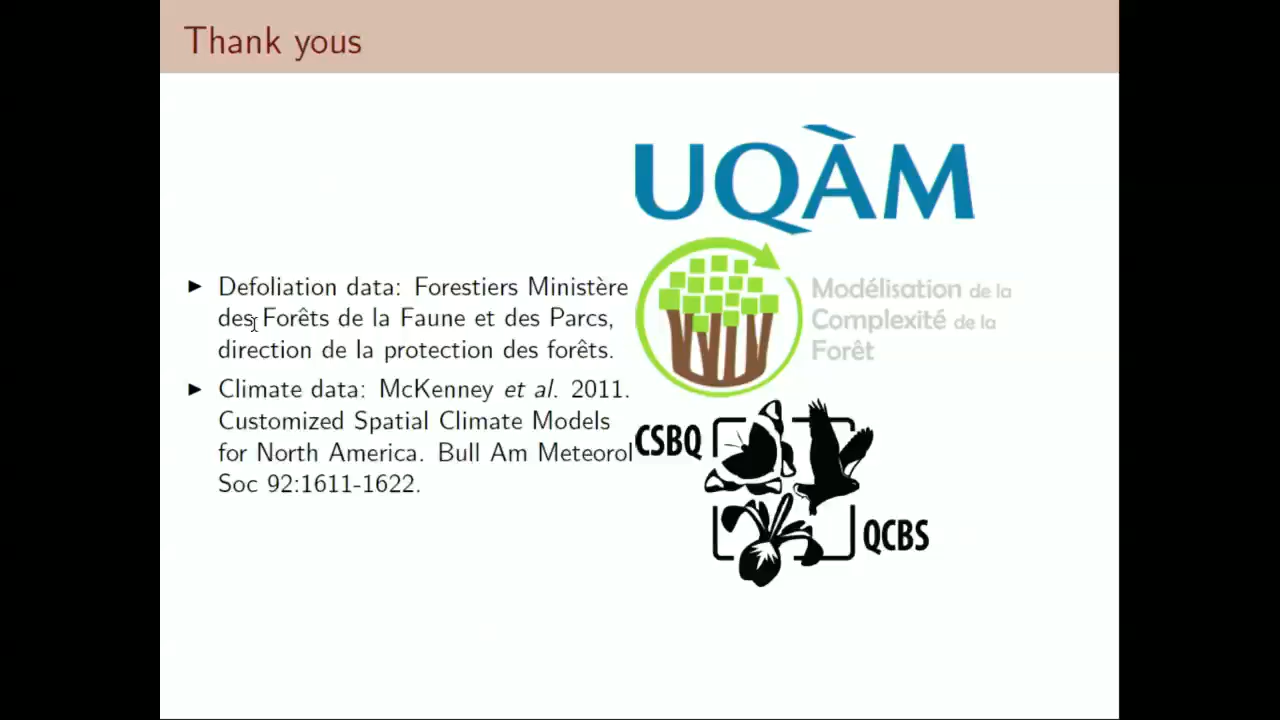 Thank yous
► Defoliation data: Forestiers Ministère
des Forêts de la Faune et des Parcs,
direction de la protection des forêts.
► Climate data: McKenney et al. 2011.
Customized Spatial Climate Models
for North America. Bull Am Meteorol
Soc 92:1611-1622.
UQÀM
Modélisation de la
Complexité de la
Forêt
CSBQ
QCBS